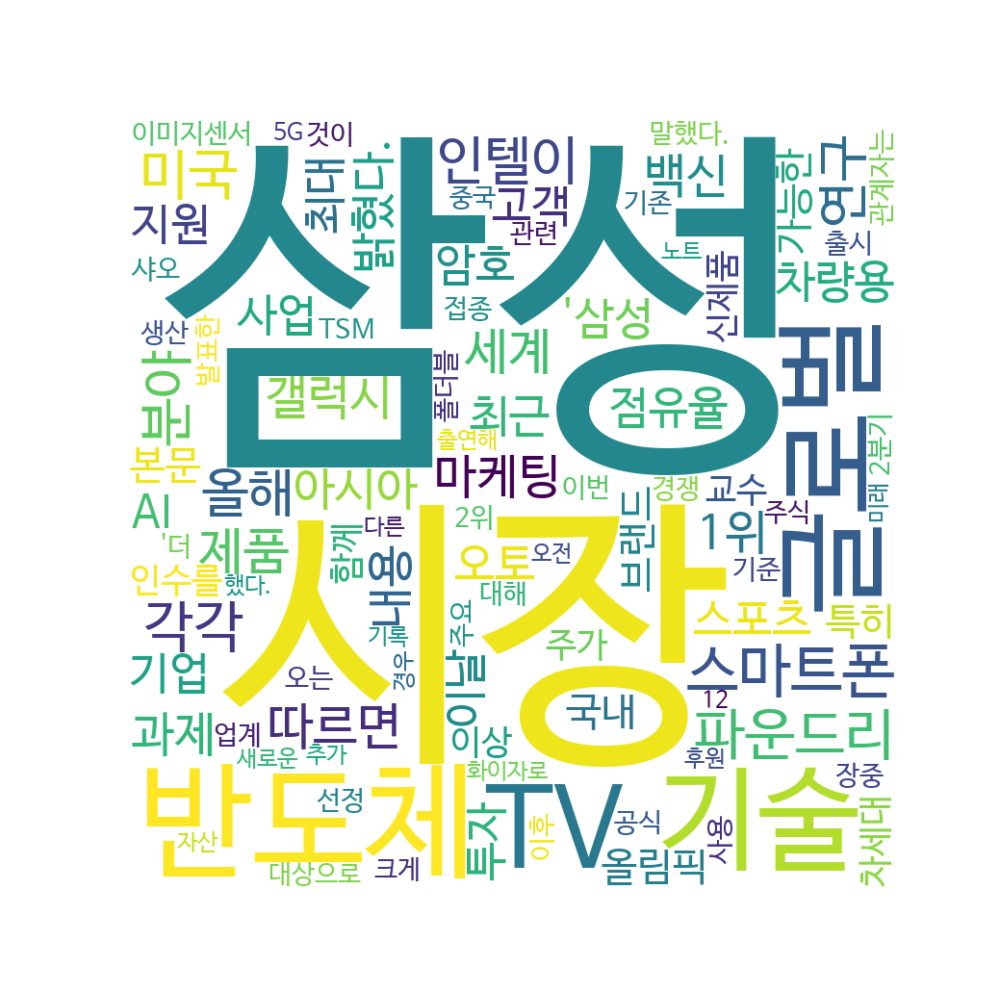 이미지센서
5G
것이
말했다.
미국
최대
밝혔다.
인텔이
중국
고객
관련
백신
기존
가능한
연구
관계자는
지원
삼성
암호
노트
신제품
출시
차량용
샤오
사업
TSM
접종
'삼성
생산
발표한
세계
글로벌
분야
갤럭시
폴더블
최근
점유율
출연해
본문
올해
아시아
마케팅
이번
경쟁
교수
주식
미래 2분기
AI
다른
2위
브랜드
1위
'더
제품
함께
내용
오토
오전
기준
인수를
했다.
대해
시장
각각
기록
주요
스포츠
특히
기업
오는
경우
이날
주가
스마트폰
12
과제
업계
따르면
이상
국내
파운드리
새로운
추가
화이자로
후원
장중
반도체
선정
투자
TV
기술
차세대
공식
자산
대상으로
크게
이후
올림픽
사용